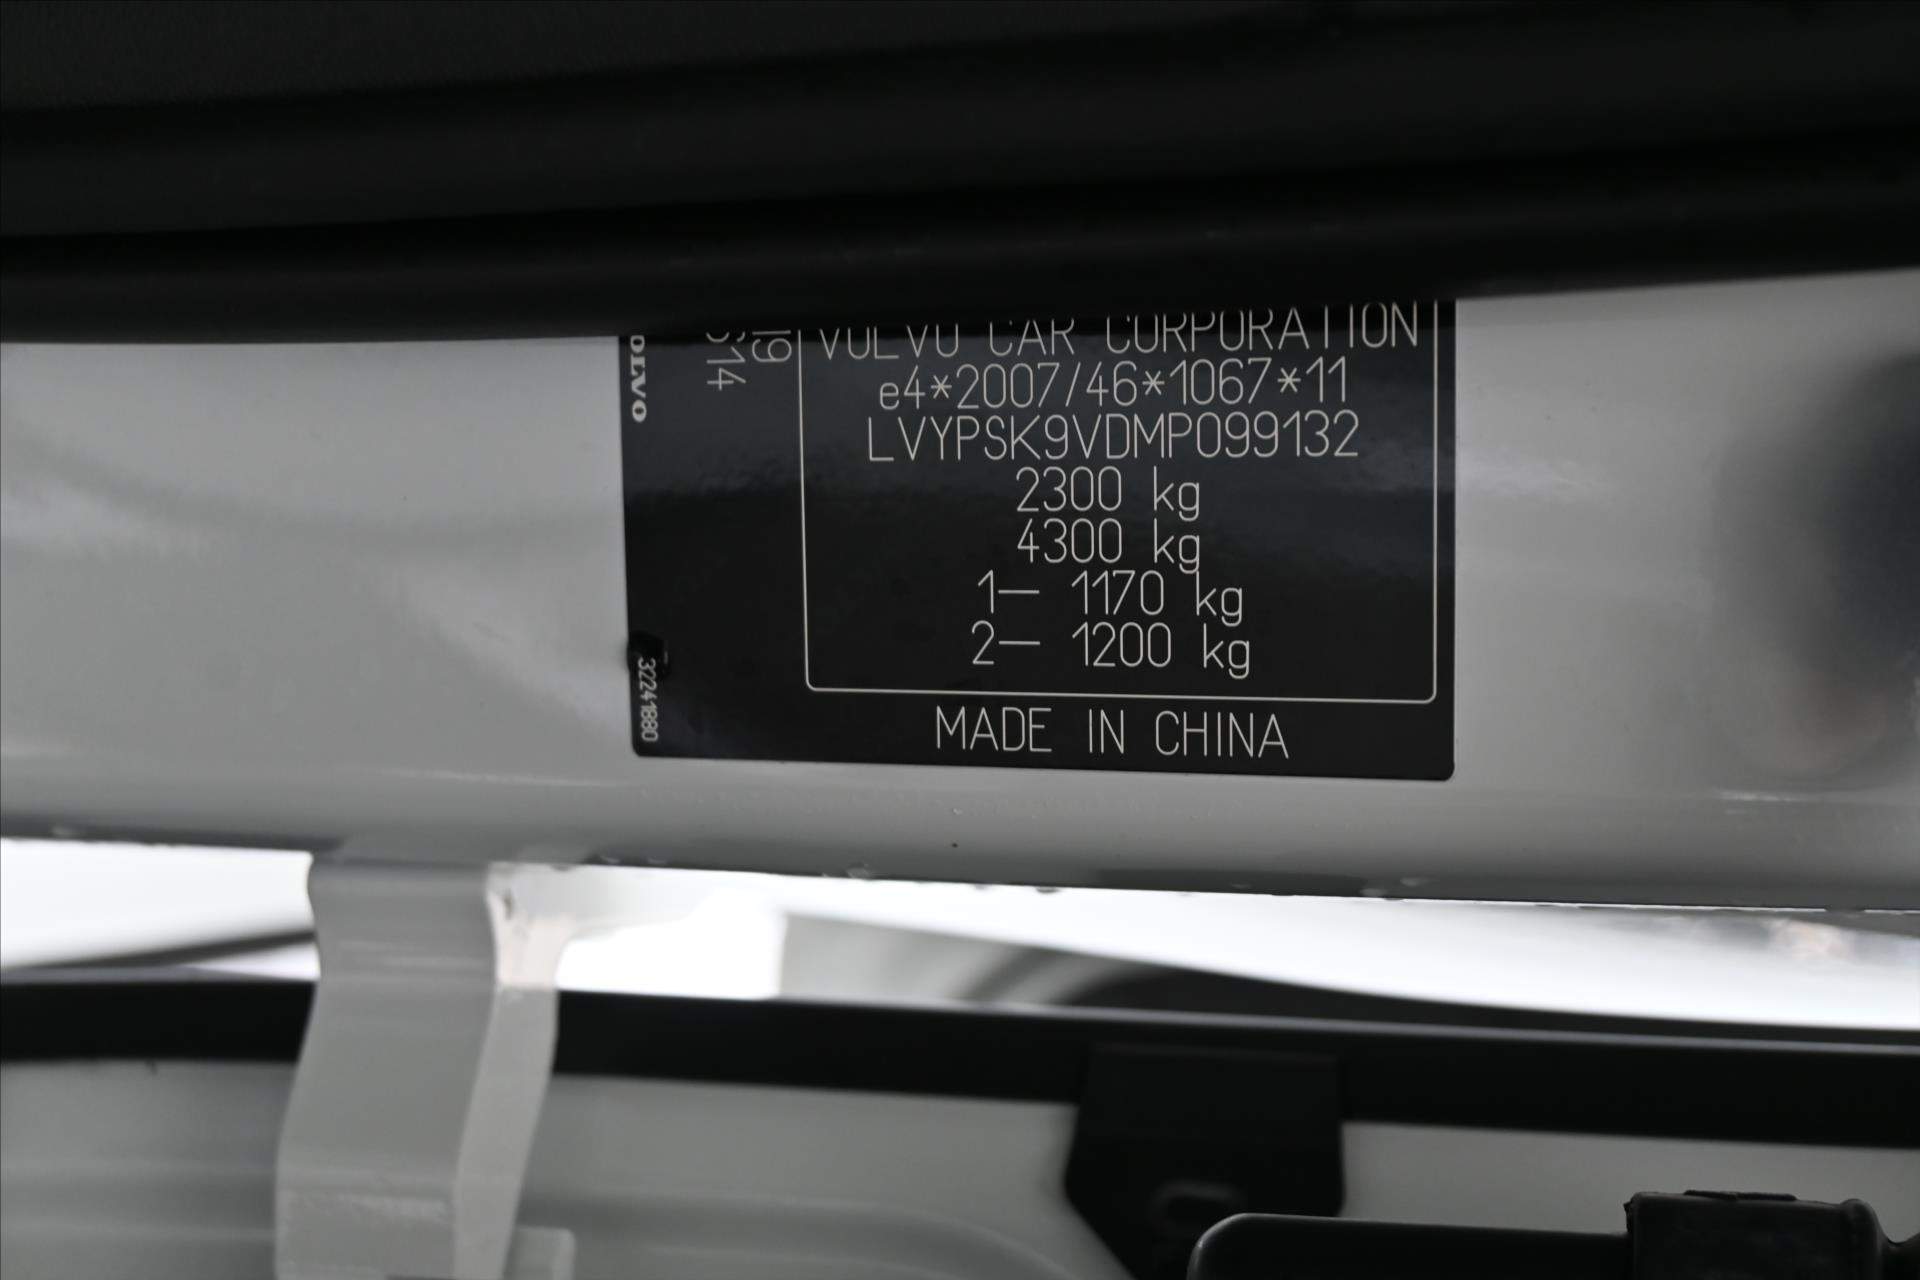 VOLVO CAR CORPORATION
e4*2007/46*1067*11
LVYPSK9VDMP099132
2300 kg
4300 kg
1— 1170 kg
2— 1200 kg
MADE IN CHINA
OLVO
32241880